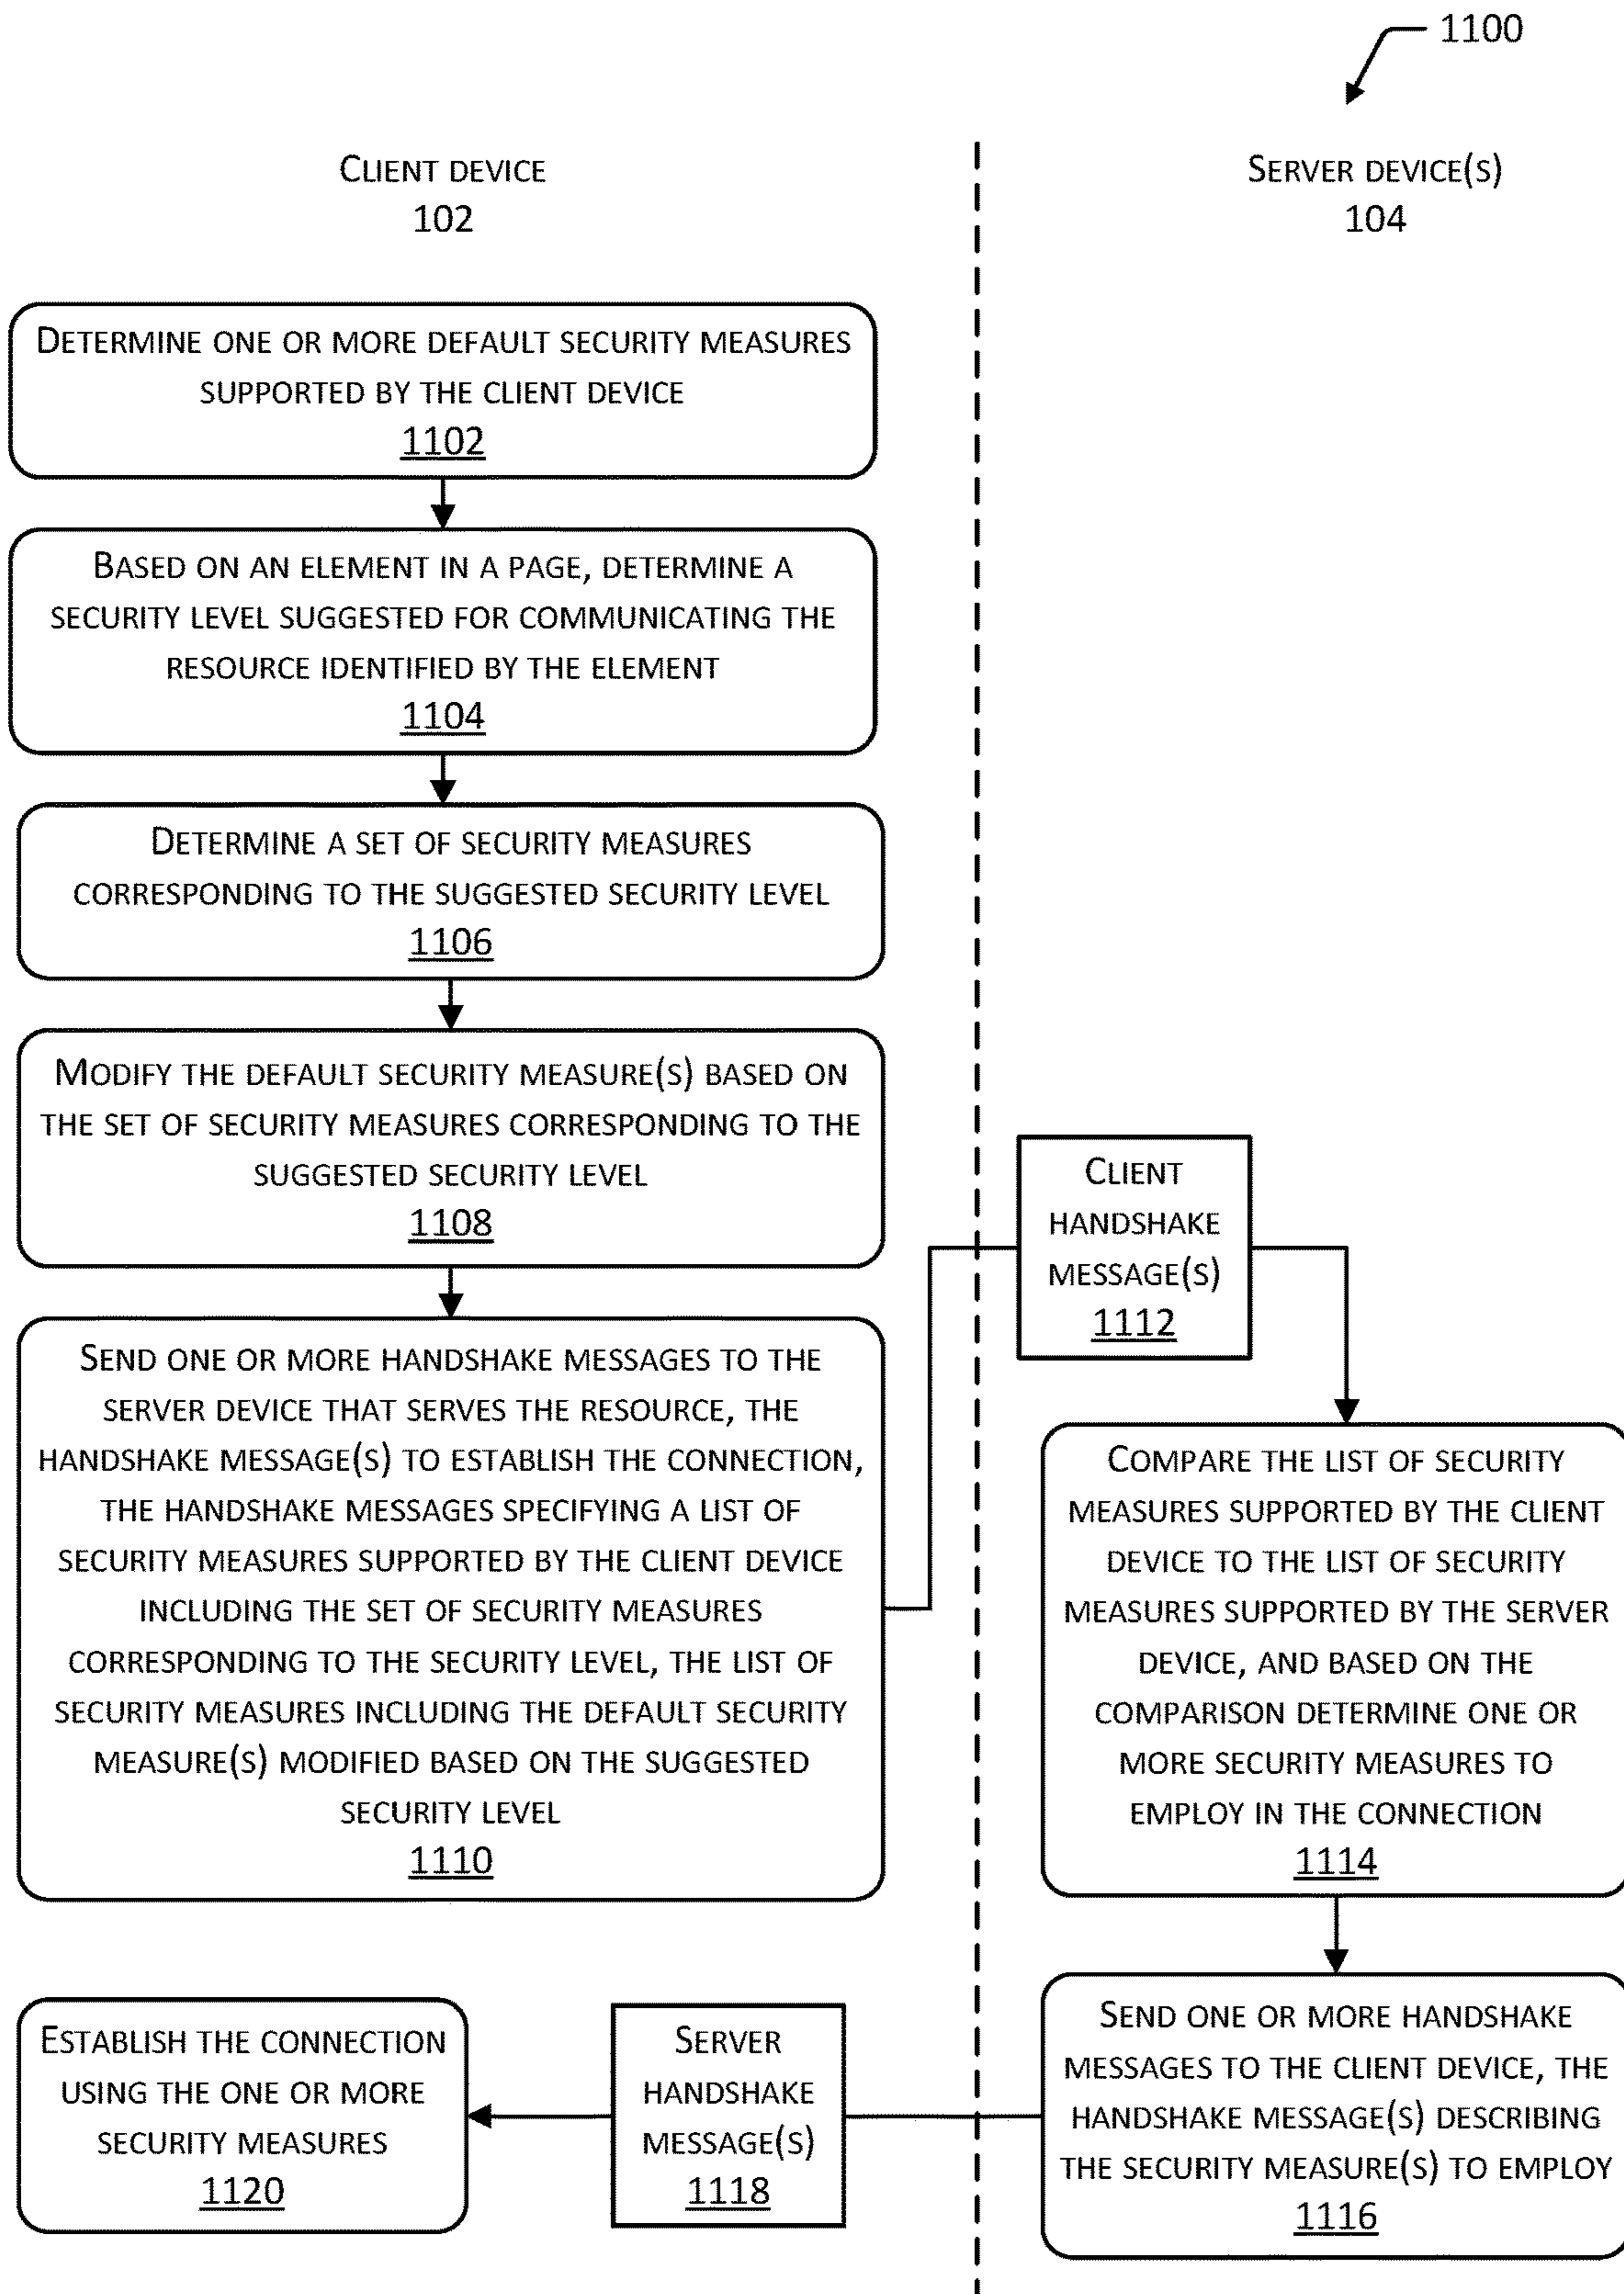 1100
CLIENT DEVICE
102
SERVER DEVICE(S)
104
DETERMINE ONE OR MORE DEFAULT SECURITY MEASURES
SUPPORTED BY THE CLIENT DEVICE
1102
BASED ON AN ELEMENT IN A PAGE, DETERMINE A
SECURITY LEVEL SUGGESTED FOR COMMUNICATING THE
RESOURCE IDENTIFIED BY THE ELEMENT
1104
DETERMINE A SET OF SECURITY MEASURES
CORRESPONDING TO THE SUGGESTED SECURITY LEVEL
1106
MODIFY THE DEFAULT SECURITY MEASURE(S) BASED ON
THE SET OF SECURITY MEASURES CORRESPONDING TO THE
SUGGESTED SECURITY LEVEL
1108
SEND ONE OR MORE HANDSHAKE MESSAGES TO THE
SERVER DEVICE THAT SERVES THE RESOURCE, THE
HANDSHAKE MESSAGE(S) TO ESTABLISH THE CONNECTION,
THE HANDSHAKE MESSAGES SPECIFYING A LIST OF
SECURITY MEASURES SUPPORTED BY THE CLIENT DEVICE
INCLUDING THE SET OF SECURITY MEASURES
CORRESPONDING TO THE SECURITY LEVEL, THE LIST OF
SECURITY MEASURES INCLUDING THE DEFAULT SECURITY
MEASURE(S) MODIFIED BASED ON THE SUGGESTED
SECURITY LEVEL
1110
CLIENT
HANDSHAKE
MESSAGE(S)
1112
COMPARE THE LIST OF SECURITY
MEASURES SUPPORTED BY THE CLIENT
DEVICE TO THE LIST OF SECURITY
MEASURES SUPPORTED BY THE SERVER
DEVICE, AND BASED ON THE
COMPARISON DETERMINE ONE OR
MORE SECURITY MEASURES TO
EMPLOY IN THE CONNECTION
1114
SEND ONE OR MORE HANDSHAKE
MESSAGES TO THE CLIENT DEVICE, THE
HANDSHAKE MESSAGE(S) DESCRIBING
THE SECURITY MEASURE(S) TO EMPLOY
1116
SERVER
HANDSHAKE
MESSAGE(S)
1118
ESTABLISH THE CONNECTION
USING THE ONE OR MORE
SECURITY MEASURES
1120